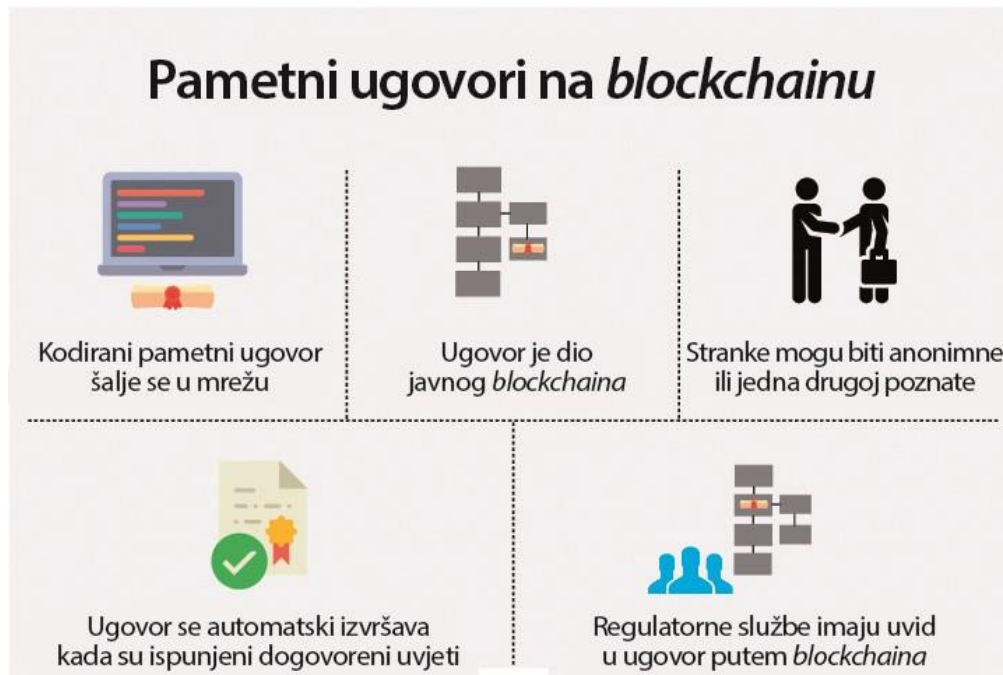 Pametni ugovori na blockchainu
Kodirani pametni ugovor
šalje se u mrežu
Ugovor je dio
javnog blockchaina
Stranke mogu biti anonimne
ili jedna drugoj poznate
Ugovor se automatski izvršava
kada su ispunjeni dogovoreni uvjeti
Regulatorne službe imaju uvid
u ugovor putem blockchaina